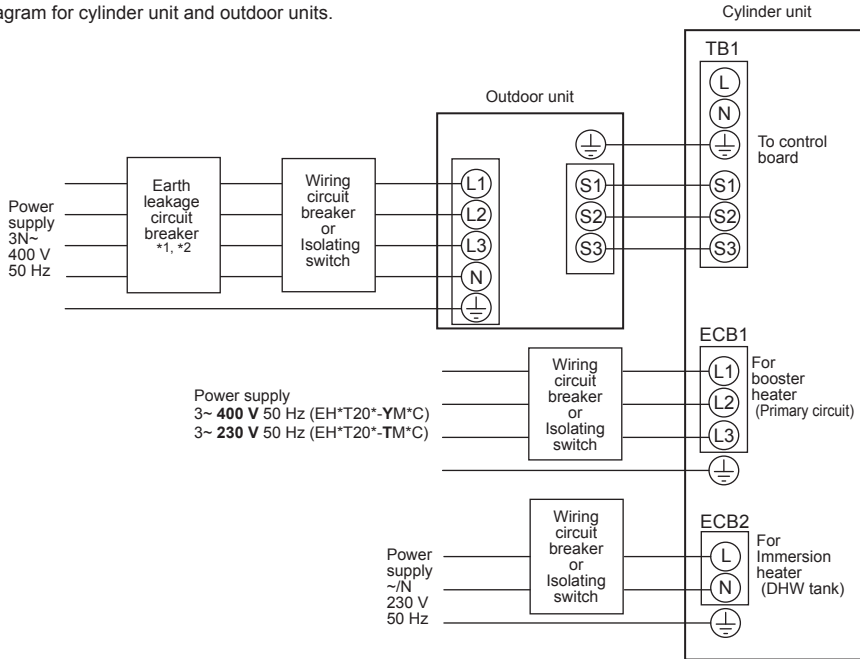 agram for cylinder unit and outdoor units.
Cylinder unit
TB1
L
N
To control
board
S1
S2
S3
Outdoor unit
L1
L2
L3
N
S1
S2
S3
Power
supply
3N~
400 V
50 Hz
Earth
leakage
circuit
breaker
*1, *2
Wiring
circuit
breaker
or
Isolating
switch
ECB1
L1
L2
L3
For
booster
heater
(Primary circuit)
Wiring
circuit
breaker
or
Isolating
switch
Power supply
3~ 400 V 50 Hz (EH*T20*-YM*C)
3~ 230 V 50 Hz (EH*T20*-TM*C)
ECB2
L
N
For
Immersion
heater
(DHW tank)
Wiring
circuit
breaker
or
Isolating
switch
Power
supply
~/N
230 V
50 Hz